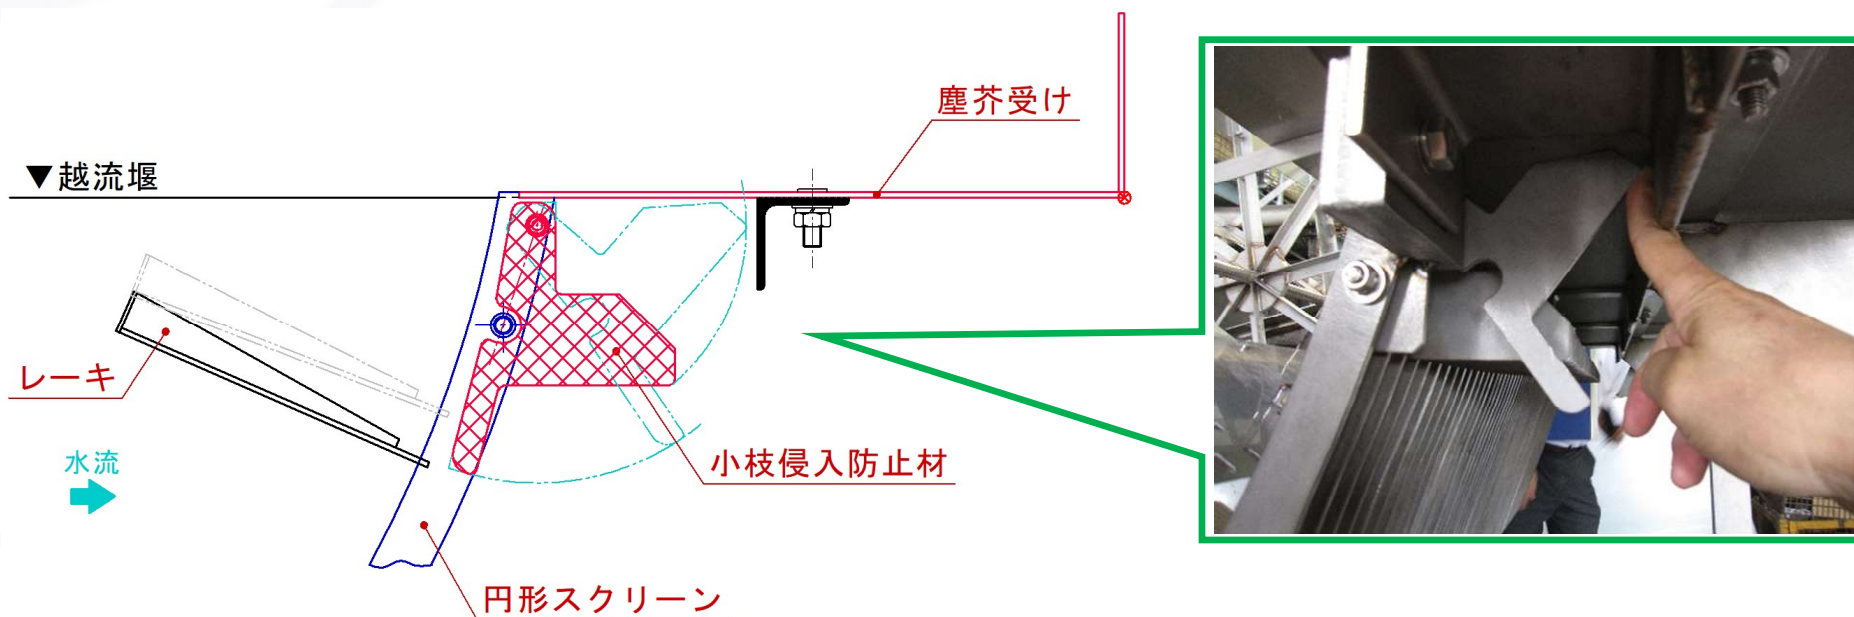 塵芥受け
▼越流堰
レーキ
水流
小枝侵入防止材
円形スクリーン